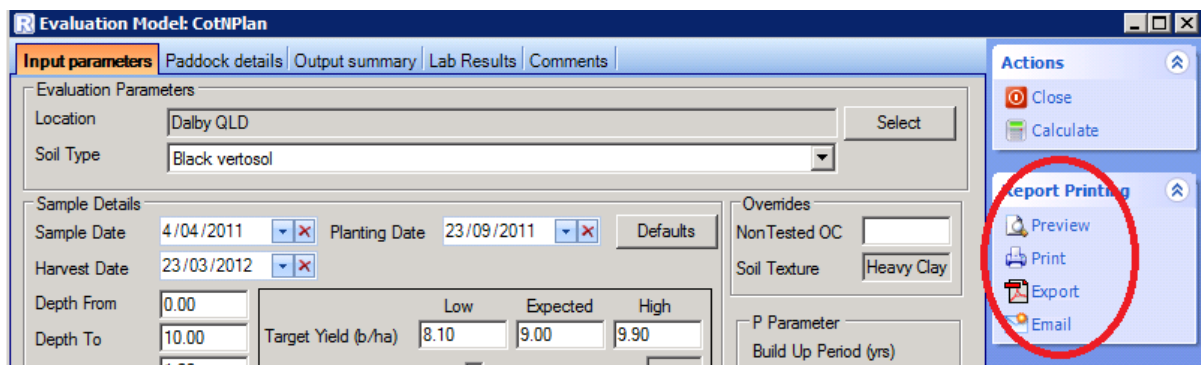 Evaluation Model: CotNPlan
Input parameters Paddock details Output summary Lab Results Comments
Evaluation Parameters
Location Dalby QLD Select
Soil Type Black vertosol
Sample Details
Sample Date 4/04/2011 Planting Date 23/09/2011 Defaults
Harvest Date 23/03/2012
Depth From 0.00
Depth To 10.00
Low Expected High
Target Yield (b/ha) 8.10 9.00 9.90
Overrides
NonTested OC
Soil Texture Heavy Clay
P Parameter
Build Up Period (yrs)
Actions
Close
Calculate
Report Printing
Preview
Print
Export
Email